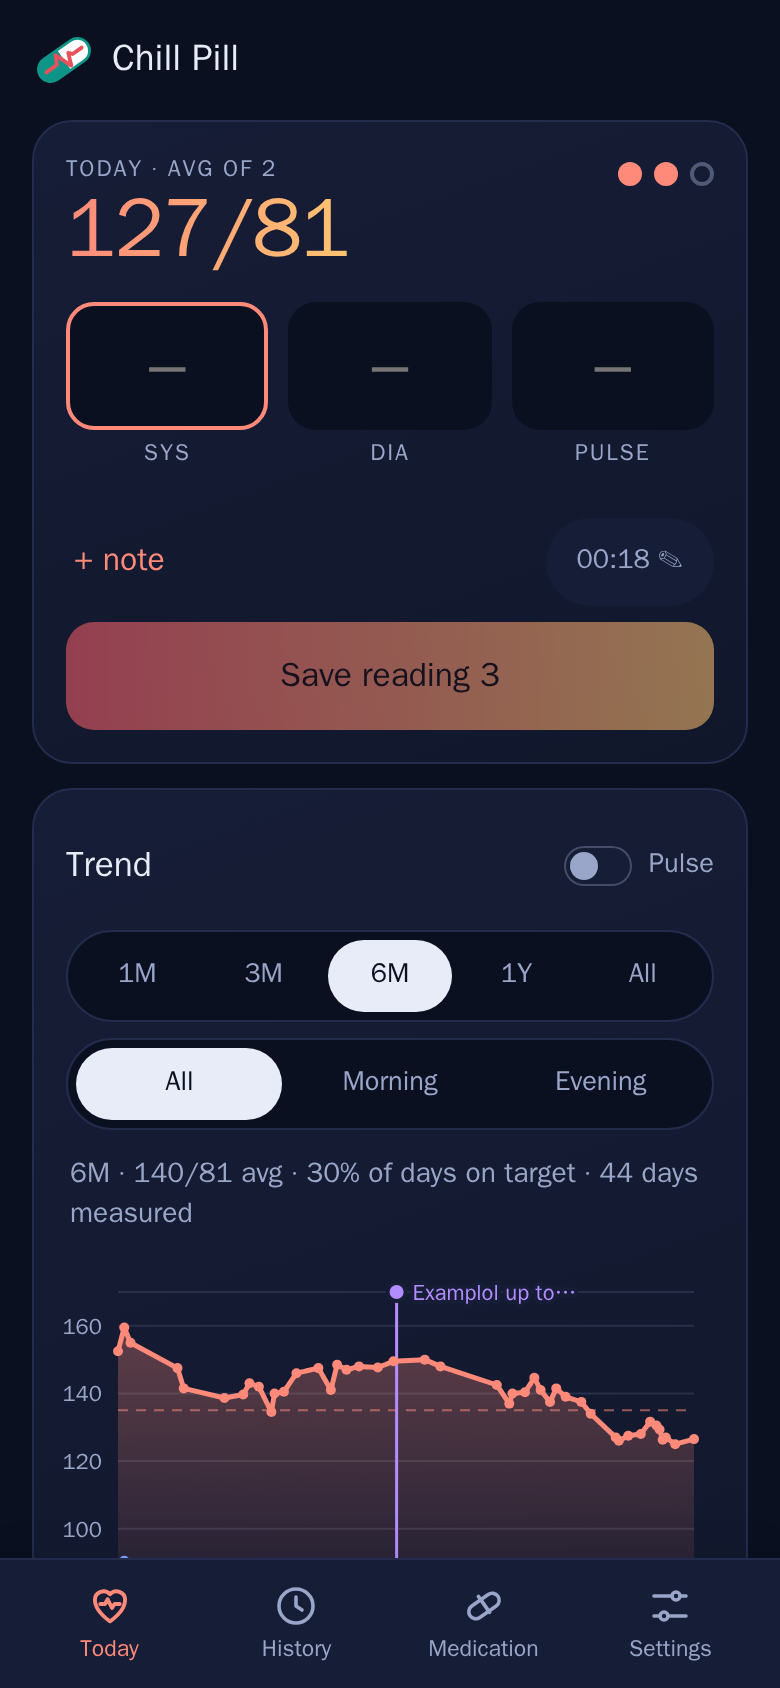 Chill Pill
TODAY · AVG OF 2
127/81
— — —
SYS DIA PULSE
+ note 00:18 ✎
Save reading 3
Trend Pulse
1M 3M 6M 1Y All
All Morning Evening
6M · 140/81 avg · 30% of days on target · 44 days
measured
Examplol up to···
160
140
120
100
Today History Medication Settings